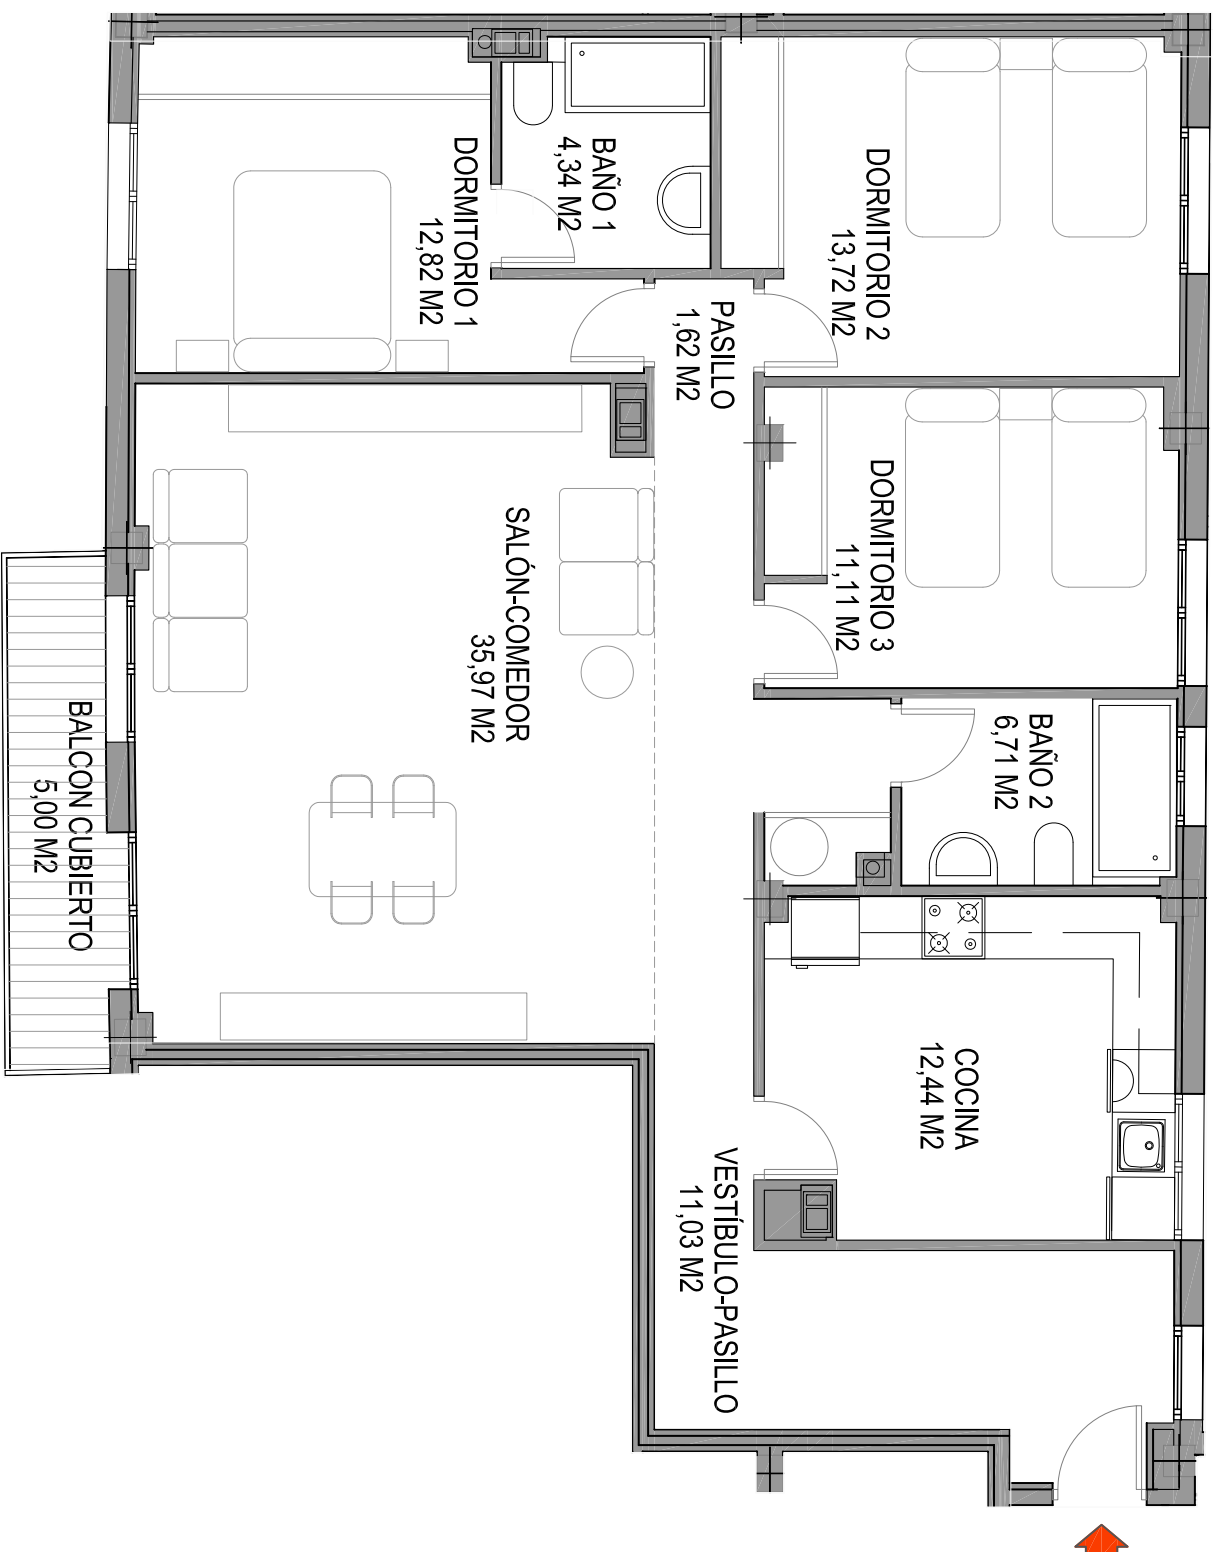 BAÑO 1
4,34 M2
DORMITORIO 1
12,82 M2
DORMITORIO 2
13,72 M2
PASILLO
1,62 M2
DORMITORIO 3
11,11 M2
SALÓN-COMEDOR
35,97 M2
BALCON CUBIERTO
5,00 M2
BAÑO 2
6,71 M2
COCINA
12,44 M2
VESTÍBULO-PASILLO
11,03 M2